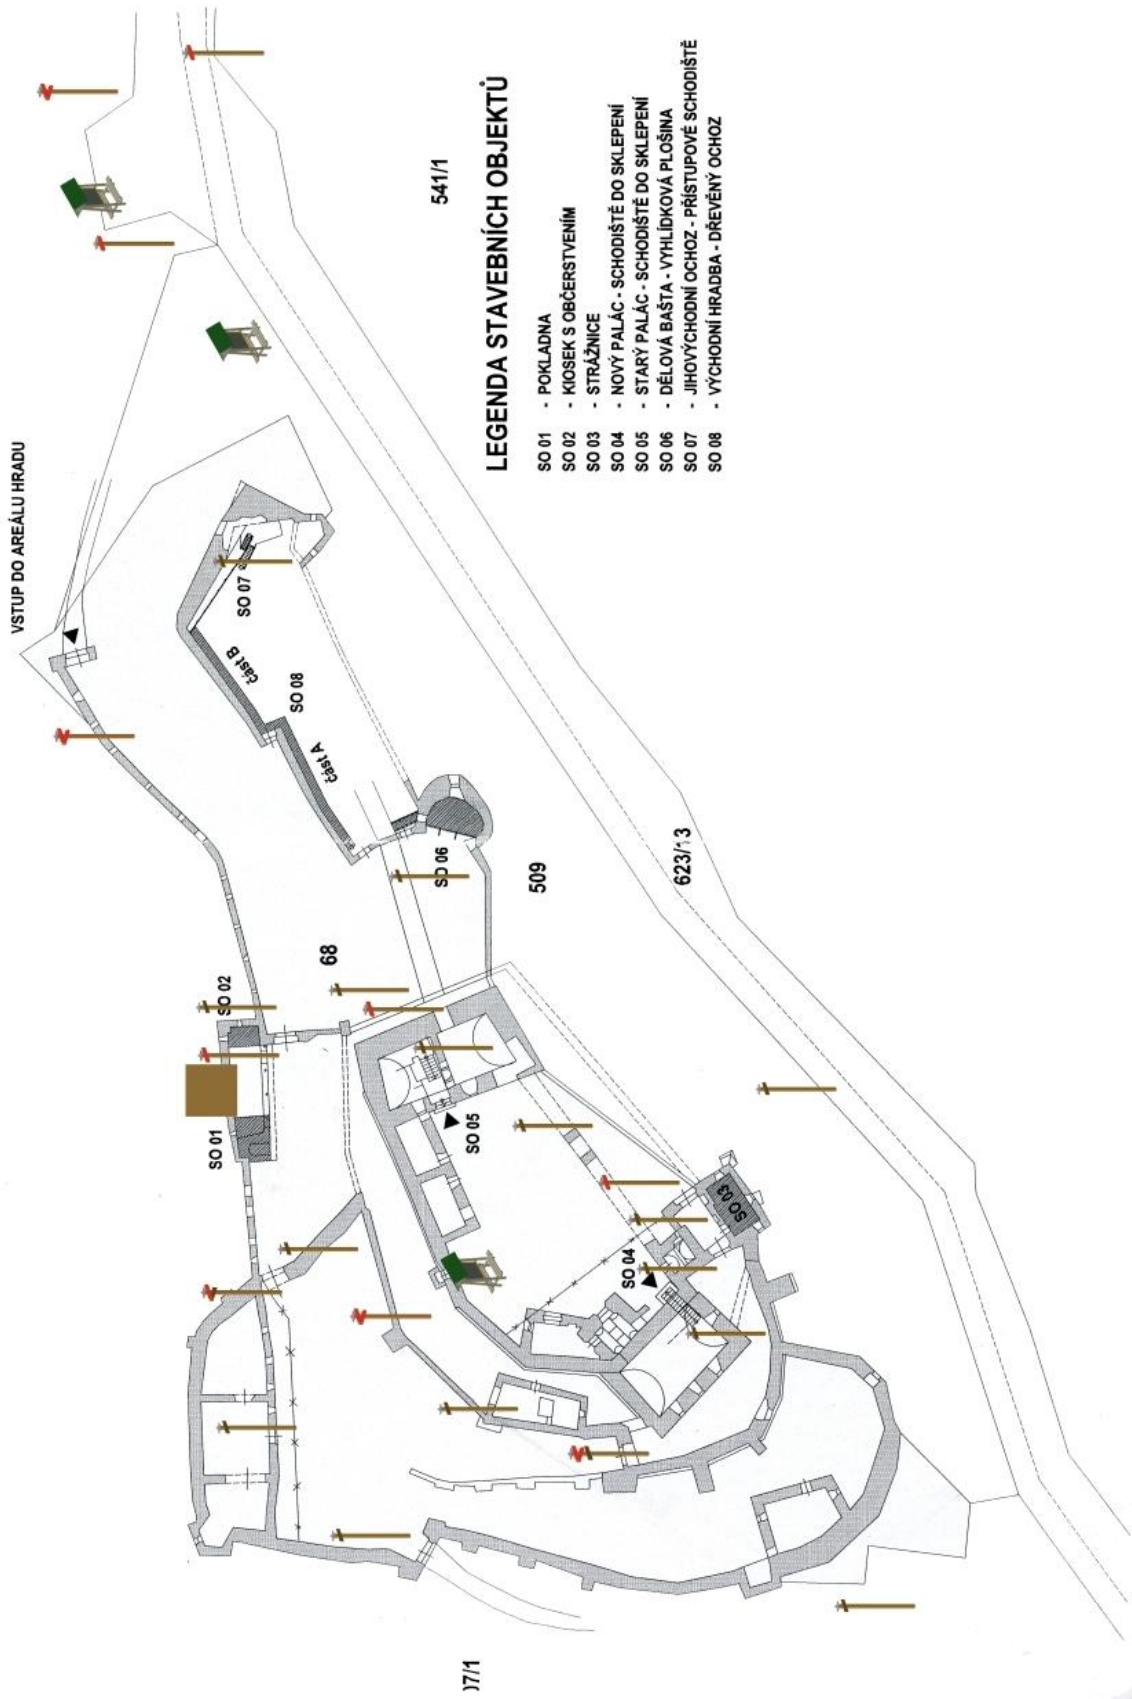 VSTUP DO AREÁLU HRADU
541/1
LEGENDA STAVEBNÍCH OBJEKTŮ
SO 01 - POKLADNA
SO 02 - KIOSEK S OBČERSTVENÍM
SO 03 - STRÁŽNICE
SO 04 - NOVÝ PALÁC - SCHODIŠTĚ DO SKLEPENÍ
SO 05 - STARÝ PALÁC - SCHODIŠTĚ DO SKLEPENÍ
SO 06 - DĚLOVÁ BAŠTA - VYHLÍDKOVÁ PLOŠINA
SO 07 - JIHOVÝCHODNÍ OCHOZ - PŘÍSTUPOVÉ SCHODIŠTĚ
SO 08 - VÝCHODNÍ HRADBA - DŘEVĚNÝ OCHOZ
SO 07
část B
SO 08
část A
SO 06
509
623/13
68
SO 02
SO 01
SO 05
SO 03
SO 04
)7/1